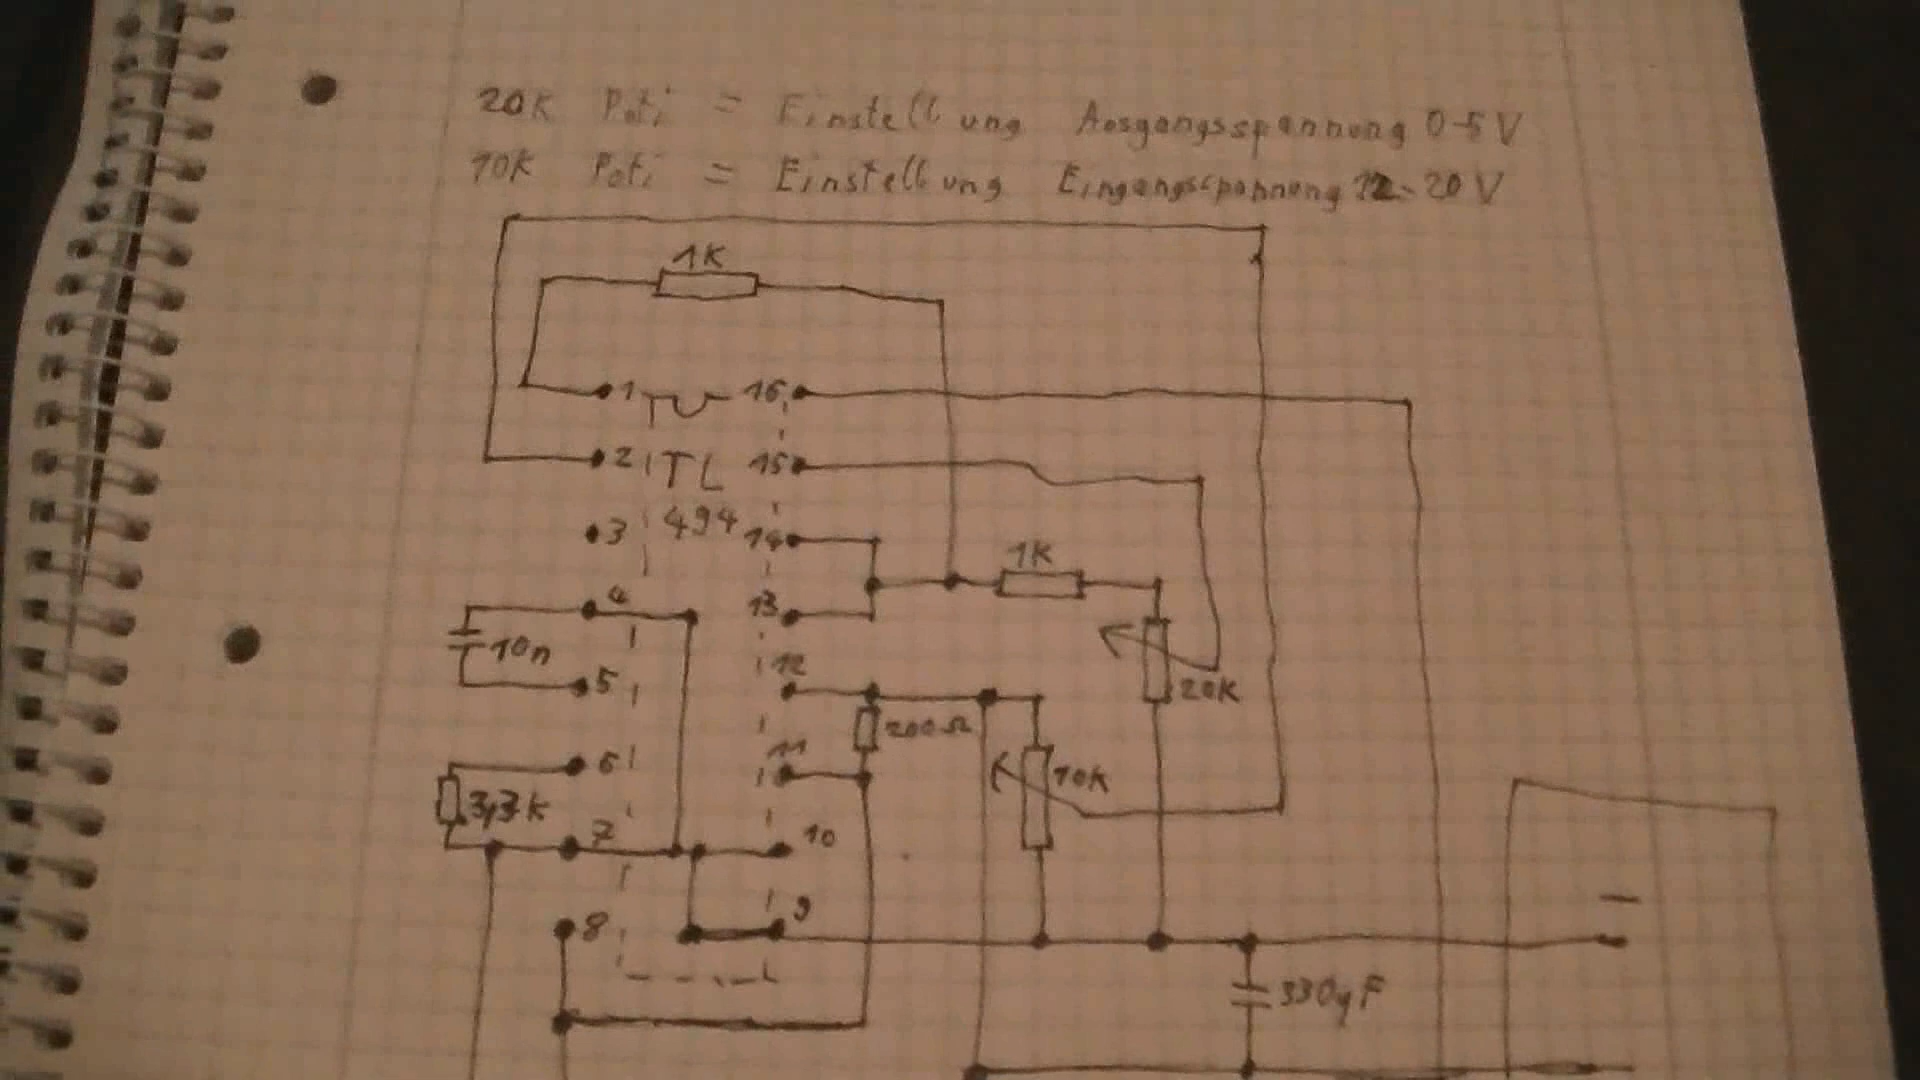 20K Poti = Einstellung Ausgangsspannung 0-5V
10K Poti = Einstellung Eingangsspannung 12-20V
1K
1 16
2 TL 15
3 494 14
1K
4 13
10n
5 12
20K
200Ω
6 11
10K
3,3K
7 10
8 9
330µF